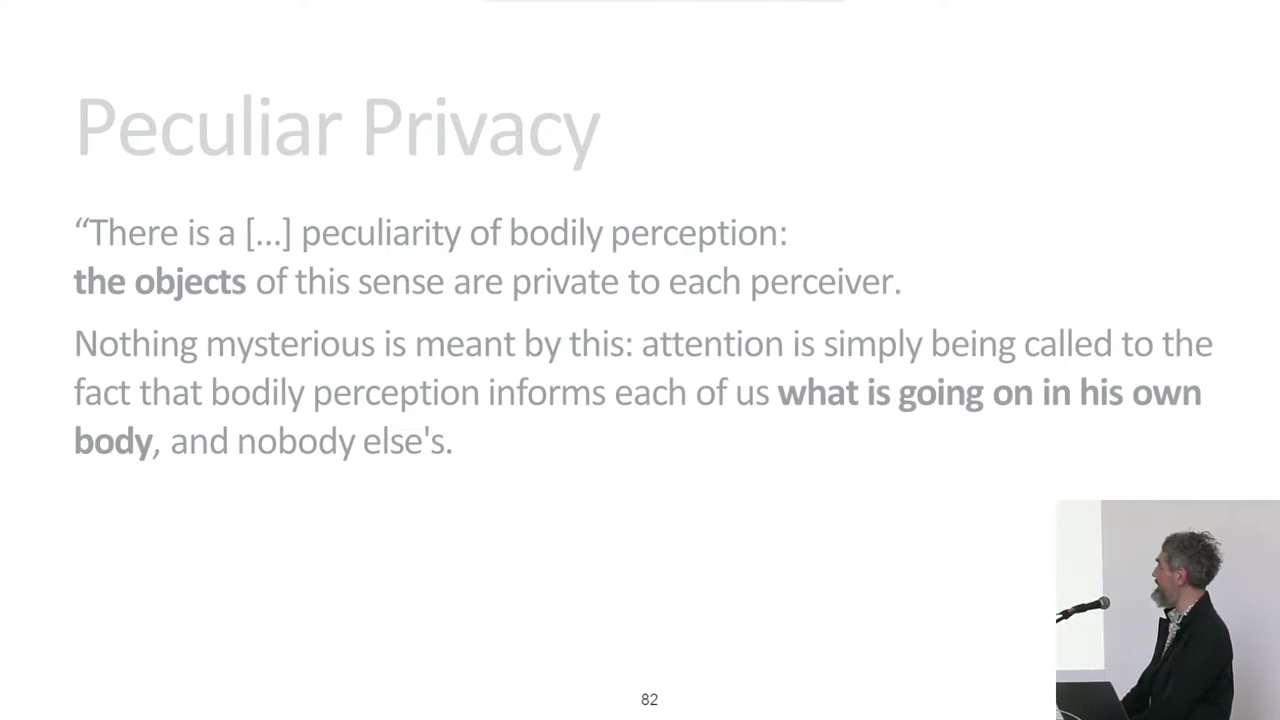 Peculiar Privacy
“There is a [...] peculiarity of bodily perception:
the objects of this sense are private to each perceiver.
Nothing mysterious is meant by this: attention is simply being called to the
fact that bodily perception informs each of us what is going on in his own
body, and nobody else's.
82